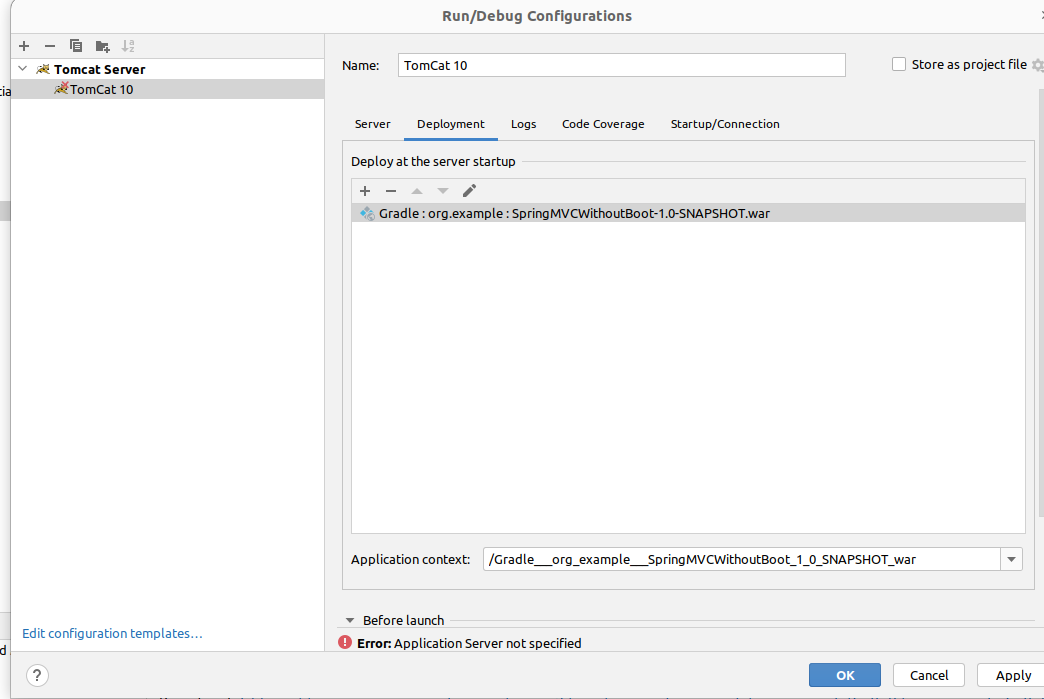 Run/Debug Configurations
Tomcat Server
TomCat 10
Edit configuration templates...
Name: TomCat 10
Store as project file
Server Deployment Logs Code Coverage Startup/Connection
Deploy at the server startup
Gradle : org.example : SpringMVCWithoutBoot-1.0-SNAPSHOT.war
Application context: /Gradle___org_example___SpringMVCWithoutBoot_1_0_SNAPSHOT_war
Before launch
Error: Application Server not specified
? OK Cancel Apply